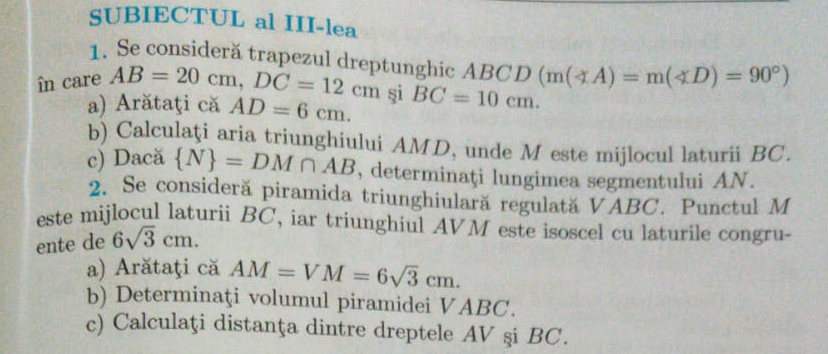 SUBIECTUL al III-lea
1. Se consideră trapezul dreptunghic ABCD (m(∢A) = m(∢D) = 90°)
în care AB = 20 cm, DC = 12 cm şi BC = 10 cm.
a) Arătaţi că AD = 6 cm.
b) Calculaţi aria triunghiului AMD, unde M este mijlocul laturii BC.
c) Dacă {N} = DM ∩ AB, determinaţi lungimea segmentului AN.
2. Se consideră piramida triunghiulară regulată VABC. Punctul M
este mijlocul laturii BC, iar triunghiul AVM este isoscel cu laturile congru-
ente de 6√3 cm.
a) Arătaţi că AM = VM = 6√3 cm.
b) Determinaţi volumul piramidei VABC.
c) Calculaţi distanţa dintre dreptele AV şi BC.